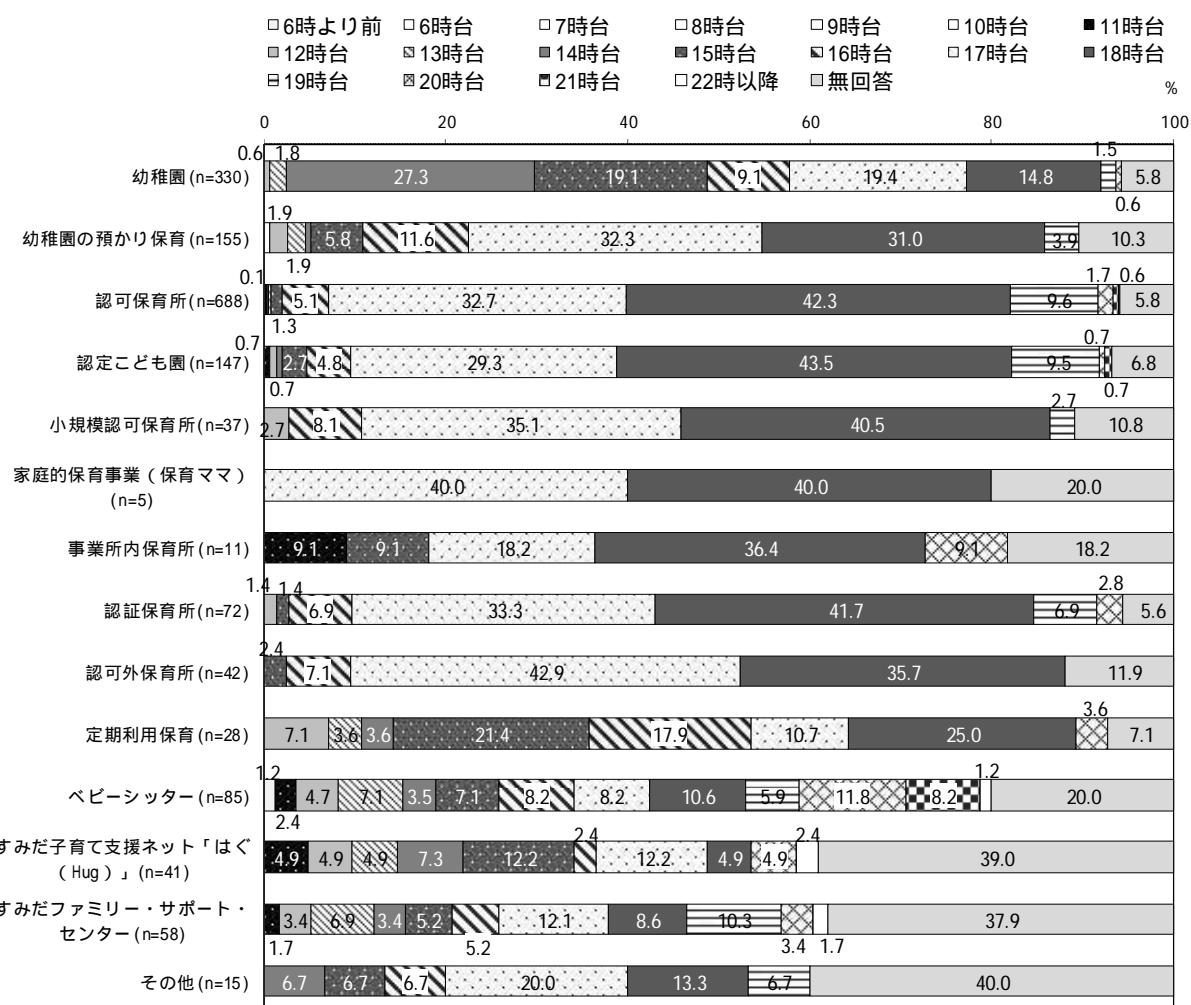 6時より前 6時台 7時台 8時台 9時台 10時台 11時台
12時台 13時台 14時台 15時台 16時台 17時台 18時台
19時台 20時台 21時台 22時以降 無回答
%
0 20 40 60 80 100
0.6 1.8 1.5
幼稚園(n=330) 27.3 19.1 9.1 19.4 14.8 5.8
0.6
1.9
幼稚園の預かり保育(n=155) 5.8 11.6 32.3 31.0 3.9 10.3
1.9
0.1 1.7 0.6
認可保育所(n=688) 5.1 32.7 42.3 9.6 5.8
1.3
0.7 0.7
認定こども園(n=147) 2.7 4.8 29.3 43.5 9.5 6.8
0.7 0.7
2.7
小規模認可保育所(n=37) 2.7 8.1 35.1 40.5 10.8
家庭的保育事業(保育ママ)
(n=5) 40.0 40.0 20.0
事業所内保育所(n=11) 9.1 9.1 18.2 36.4 9.1 18.2
1.4 1.4 2.8
認証保育所(n=72) 6.9 33.3 41.7 6.9 5.6
2.4
認可外保育所(n=42) 7.1 42.9 35.7 11.9
3.6
定期利用保育(n=28) 7.1 3.6 3.6 21.4 17.9 10.7 25.0 7.1
1.2 1.2
ベビーシッター(n=85) 4.7 7.1 3.5 7.1 8.2 8.2 10.6 5.9 11.8 8.2 20.0
2.4
2.4 2.4
すみだ子育て支援ネット「はぐ
(Hug)」(n=41) 4.9 4.9 4.9 7.3 12.2 12.2 4.9 4.9 39.0
すみだファミリー・サポート・
センター(n=58) 3.4 6.9 3.4 5.2 12.1 8.6 10.3 37.9
1.7 5.2 3.4 1.7
その他(n=15) 6.7 6.7 6.7 20.0 13.3 6.7 40.0